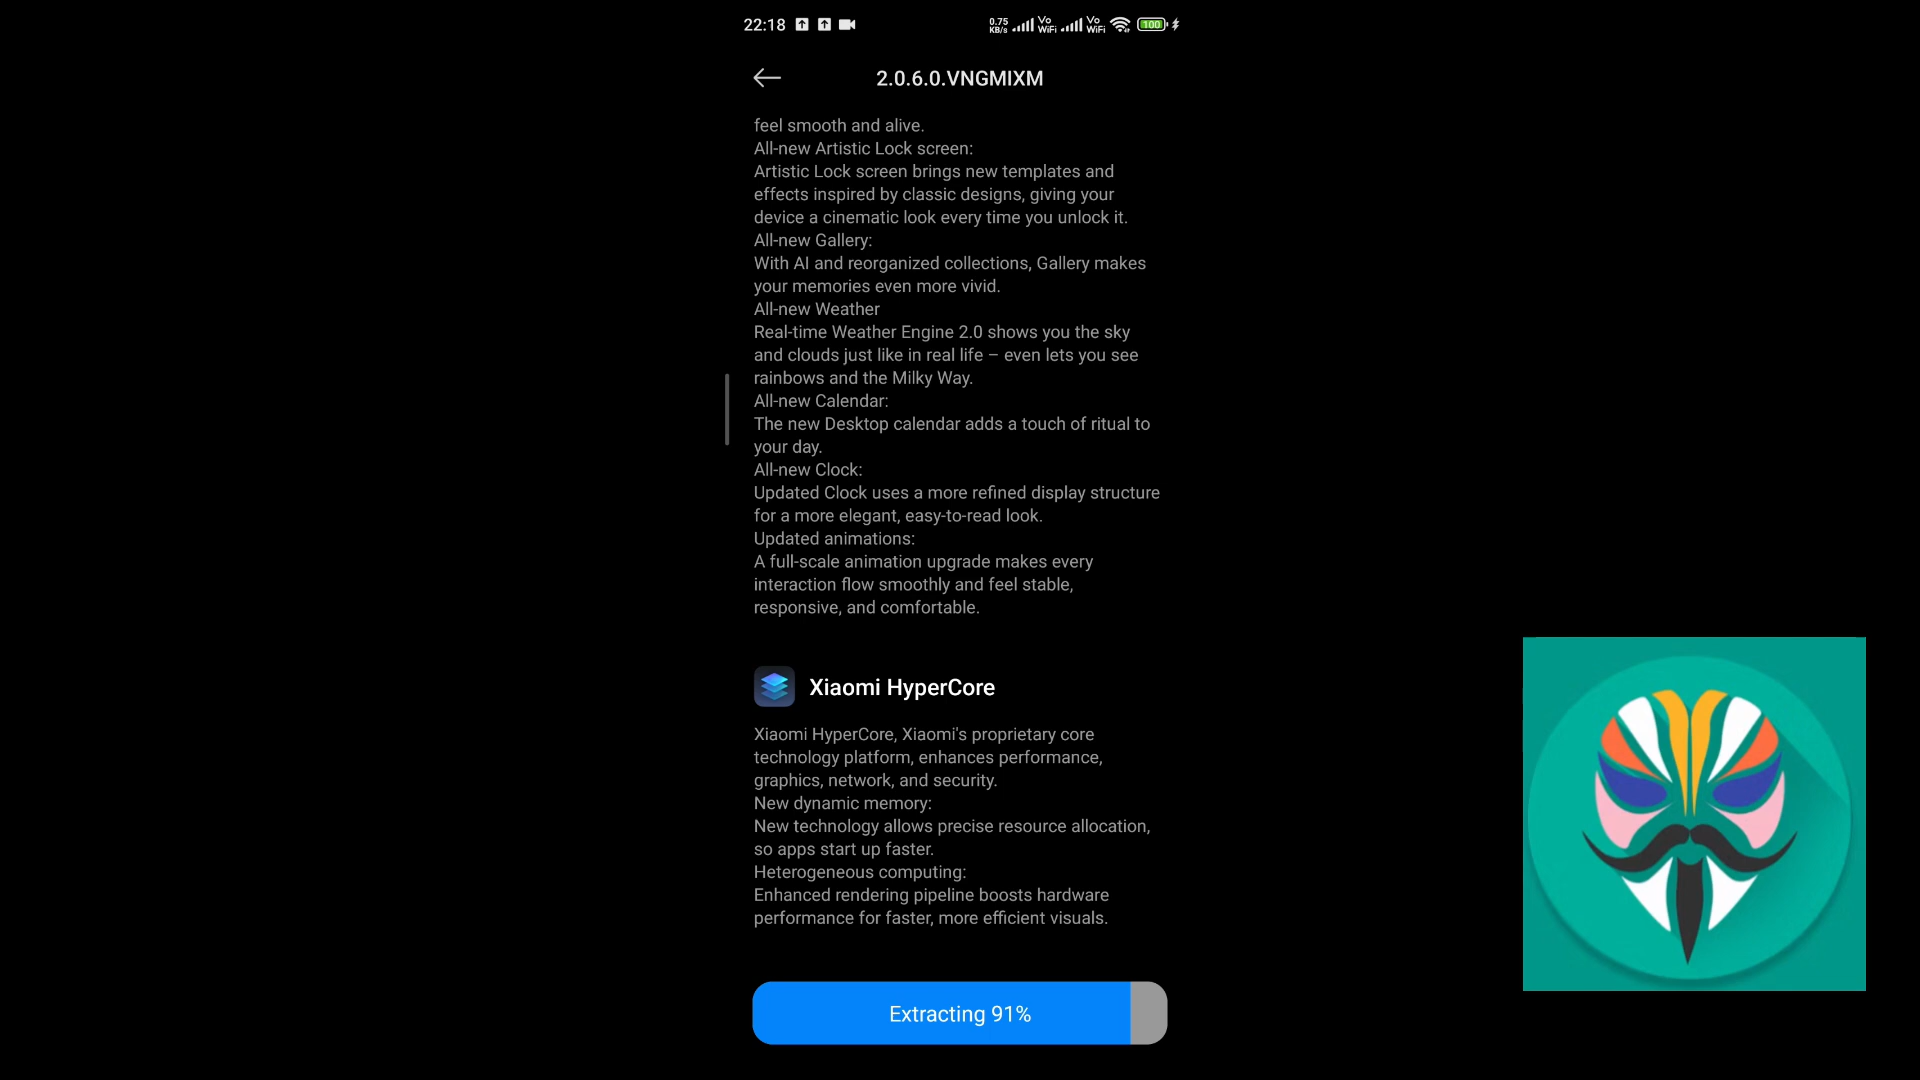 22:18
0.75 KB/s Vo WiFi Vo WiFi 100
2.0.6.0.VNGMIXM
feel smooth and alive.
All-new Artistic Lock screen:
Artistic Lock screen brings new templates and
effects inspired by classic designs, giving your
device a cinematic look every time you unlock it.
All-new Gallery:
With AI and reorganized collections, Gallery makes
your memories even more vivid.
All-new Weather
Real-time Weather Engine 2.0 shows you the sky
and clouds just like in real life – even lets you see
rainbows and the Milky Way.
All-new Calendar:
The new Desktop calendar adds a touch of ritual to
your day.
All-new Clock:
Updated Clock uses a more refined display structure
for a more elegant, easy-to-read look.
Updated animations:
A full-scale animation upgrade makes every
interaction flow smoothly and feel stable,
responsive, and comfortable.
Xiaomi HyperCore
Xiaomi HyperCore, Xiaomi's proprietary core
technology platform, enhances performance,
graphics, network, and security.
New dynamic memory:
New technology allows precise resource allocation,
so apps start up faster.
Heterogeneous computing:
Enhanced rendering pipeline boosts hardware
performance for faster, more efficient visuals.
Extracting 91%